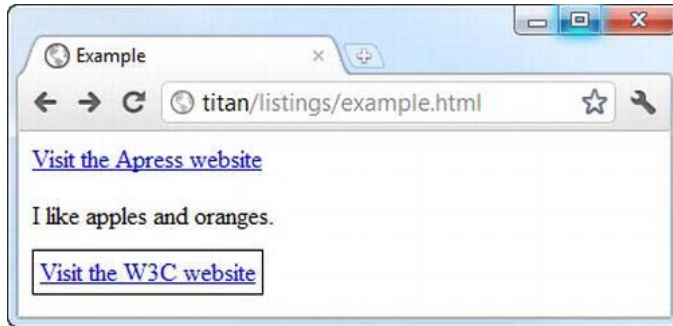 Example
titan/listings/example.html
Visit the Apress website
I like apples and oranges.
Visit the W3C website